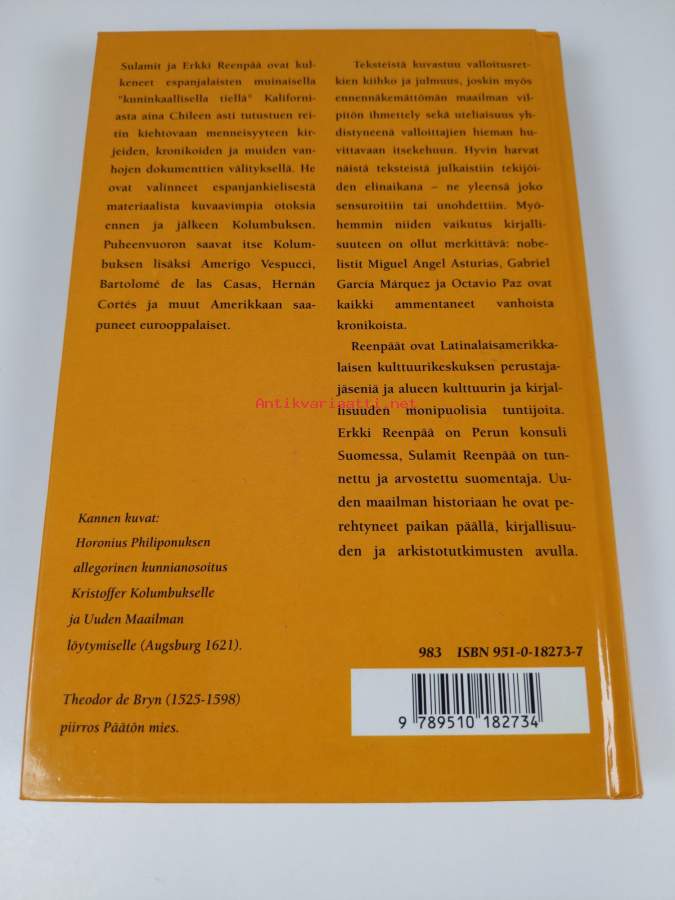 Sulamit ja Erkki Reenpää ovat kul-
keneet espanjalaisten muinaisella
"kuninkaallisella tiellä" Kaliforni-
asta aina Chileen asti tutustuen rei-
tin kiehtovaan menneisyyteen kir-
jeiden, kronikoiden ja muiden van-
hojen dokumenttien välityksellä. He
ovat valinneet espanjankielisestä
materiaalista kuvaavimpia otoksia
ennen ja jälkeen Kolumbuksen.
Puheenvuoron saavat itse Kolum-
buksen lisäksi Amerigo Vespucci,
Bartolomé de las Casas, Hernán
Cortés ja muut Amerikkaan saa-
puneet eurooppalaiset.
Kannen kuvat:
Horonius Philiponuksen
allegorinen kunnianosoitus
Kristoffer Kolumbukselle
ja Uuden Maailman
löytymiselle (Augsburg 1621).
Theodor de Bryn (1525-1598)
piirros Päätön mies.
Teksteistä kuvastuu valloitusret-
kien kiihko ja julmuus, joskin myös
ennennäkemättömän maailman vil-
pitön ihmettely sekä uteliaisuus yh-
distyneenä valloittajien hieman hu-
vittavaan itsekehuun. Hyvin harvat
näistä teksteistä julkaistiin tekijöi-
den elinaikana – ne yleensä joko
sensuroitiin tai unohdettiin. Myö-
hemmin niiden vaikutus kirjalli-
suuteen on ollut merkittävä: nobe-
listit Miguel Angel Asturias, Gabriel
García Márquez ja Octavio Paz ovat
kaikki ammentaneet vanhoista
kronikoista.
Reenpäät ovat Latinalaisamerikka-
laisen kulttuurikeskuksen perustaja-
jäseniä ja alueen kulttuurin ja kirjal-
lisuuden monipuolisia tuntijoita.
Erkki Reenpää on Perun konsuli
Suomessa, Sulamit Reenpää on tun-
nettu ja arvostettu suomentaja. Uu-
den maailman historiaan he ovat pe-
rehtyneet paikan päällä, kirjallisuu-
den ja arkistotutkimusten avulla.
Antikvariaatti.net
983 ISBN 951-0-18273-7
9 789510 182734